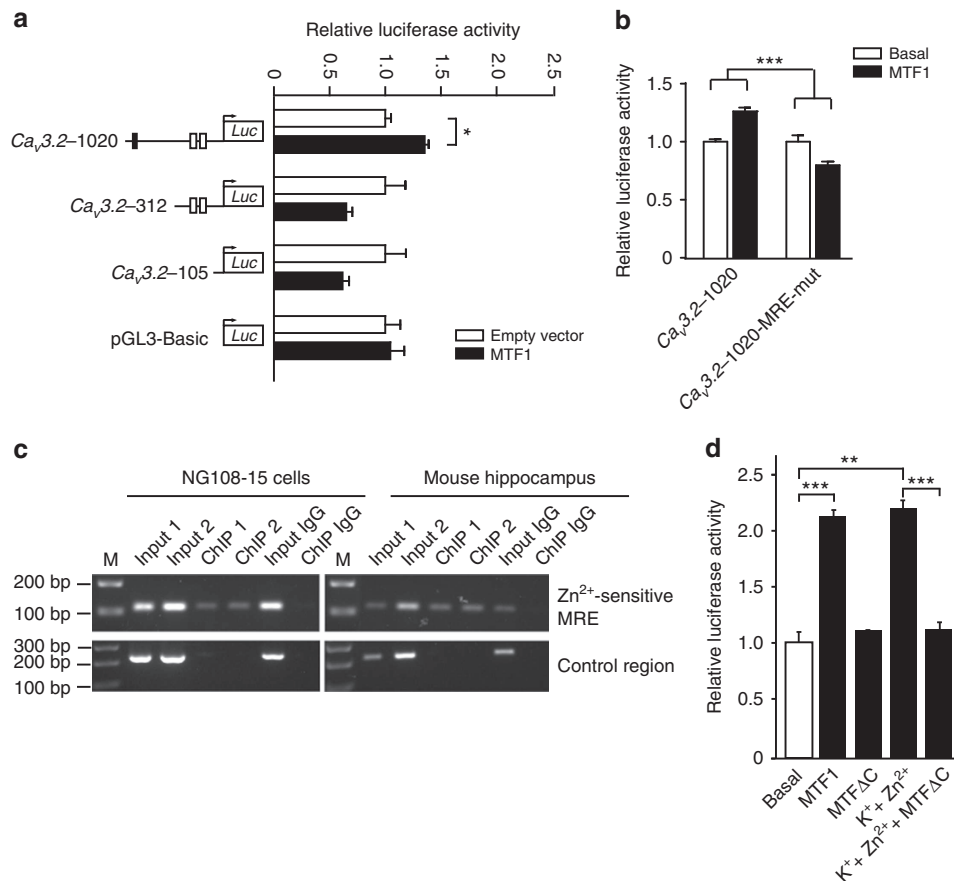 a
Relative luciferase activity
0 0.5 1.0 1.5 2.0 2.5
Caᵥ3.2–1020 Luc *
Caᵥ3.2–312 Luc
Caᵥ3.2–105 Luc
pGL3-Basic Luc
Empty vector
MTF1
b
Basal
MTF1
Relative luciferase activity
1.5
1.0
0.5
0
***
Caᵥ3.2–1020
Caᵥ3.2–1020-MRE-mut
c
NG108-15 cells Mouse hippocampus
M Input 1 Input 2 ChIP 1 ChIP 2 Input IgG ChIP IgG M Input 1 Input 2 ChIP 1 ChIP 2 Input IgG ChIP IgG
200 bp
100 bp
Zn²⁺-sensitive
MRE
300 bp
200 bp
100 bp
Control region
d
Relative luciferase activity
2.5
2.0
1.5
1.0
0.5
0
**
*** ***
Basal
MTF1
MTFΔC
K⁺+ Zn²⁺
K⁺+ Zn²⁺+ MTFΔC